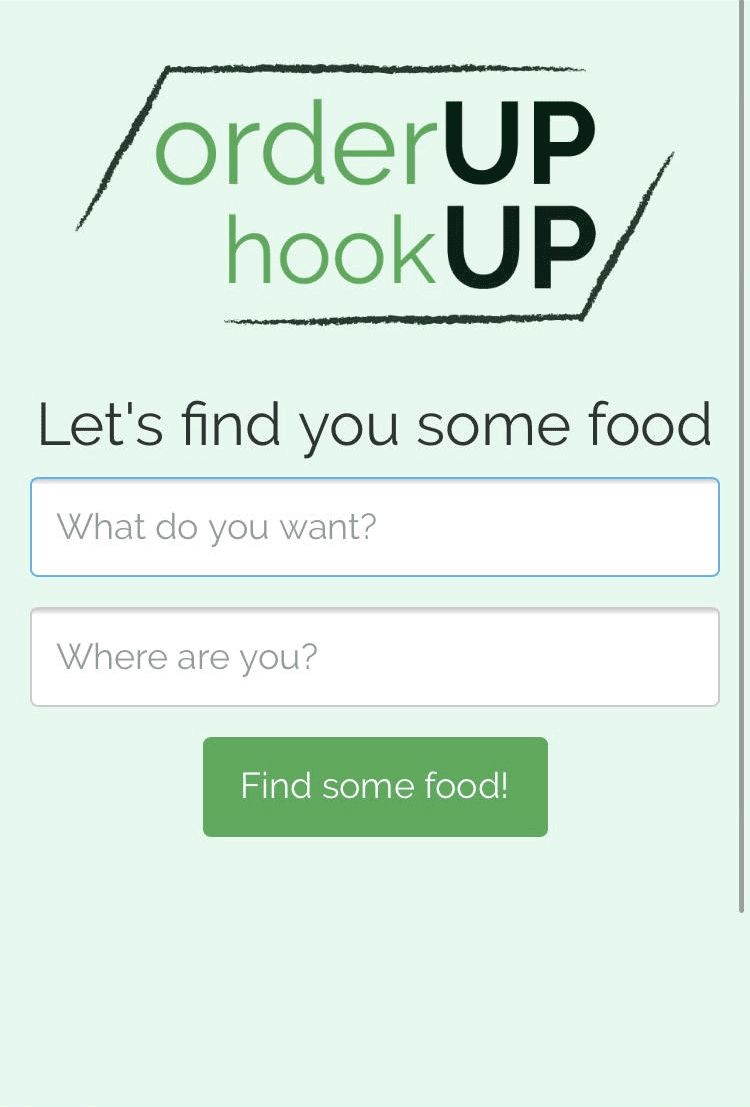 orderUP
hookUP
Let's find you some food
What do you want?
Where are you?
Find some food!